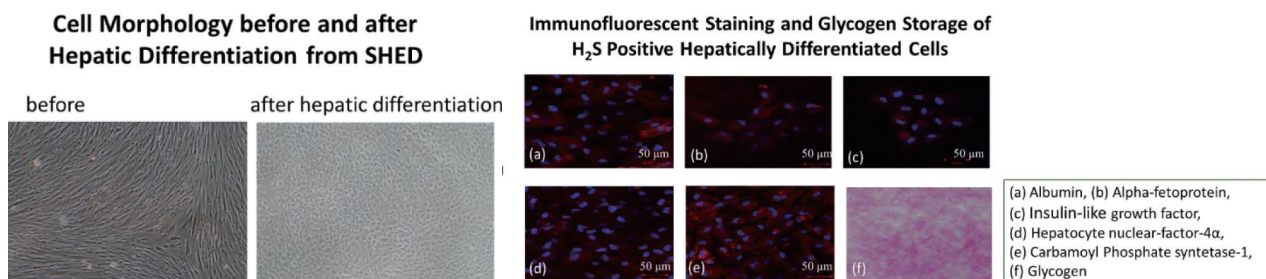 Cell Morphology before and after
Hepatic Differentiation from SHED
before
after hepatic differentiation
Immunofluorescent Staining and Glycogen Storage of
H₂S Positive Hepatically Differentiated Cells
(a)
50 μm
(b)
50 μm
(c)
50 μm
(d)
50 μm
(e)
50 μm
(f)
(a) Albumin, (b) Alpha-fetoprotein,
(c) Insulin-like growth factor,
(d) Hepatocyte nuclear-factor-4α,
(e) Carbamoyl Phosphate syntetase-1,
(f) Glycogen